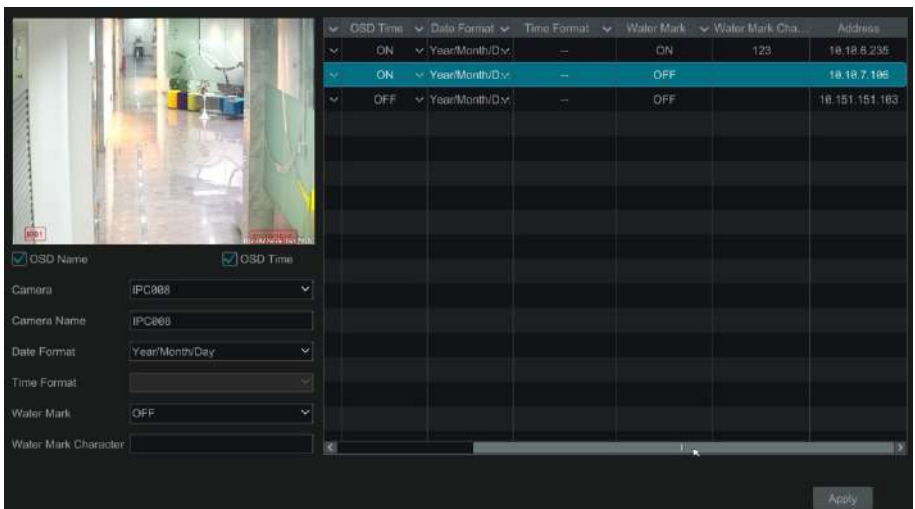 OSD Time Date Format Time Format Water Mark Water Mark Cha... Address
ON Year/Month/D -- ON 123 10.10.6.235
ON Year/Month/D -- OFF 10.10.7.106
OFF Year/Month/D -- OFF 10.151.151.103
OSD Name OSD Time
Camera IPC008
Camera Name IPC008
Date Format Year/Month/Day
Time Format
Water Mark OFF
Water Mark Character
Apply